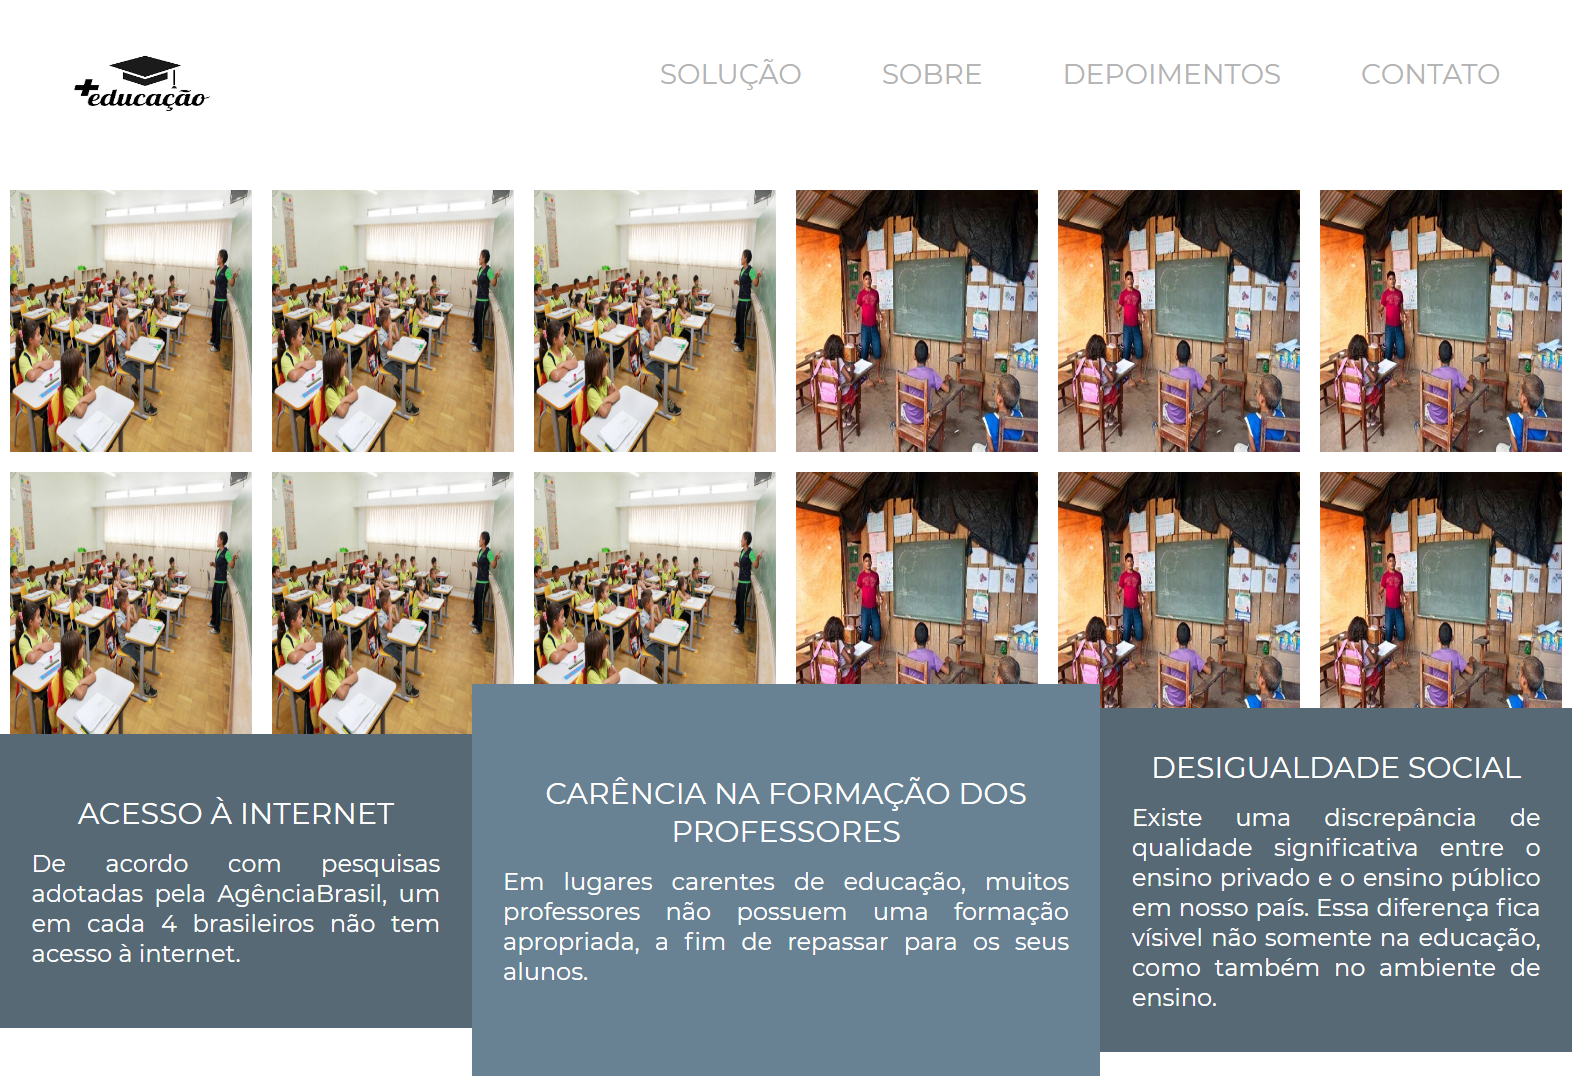 +educação
SOLUÇÃO SOBRE DEPOIMENTOS CONTATO
ACESSO À INTERNET
De acordo com pesquisas
adotadas pela AgênciaBrasil, um
em cada 4 brasileiros não tem
acesso à internet.
CARÊNCIA NA FORMAÇÃO DOS
PROFESSORES
Em lugares carentes de educação, muitos
professores não possuem uma formação
apropriada, a fim de repassar para os seus
alunos.
DESIGUALDADE SOCIAL
Existe uma discrepância de
qualidade significativa entre o
ensino privado e o ensino público
em nosso país. Essa diferença fica
vísivel não somente na educação,
como também no ambiente de
ensino.